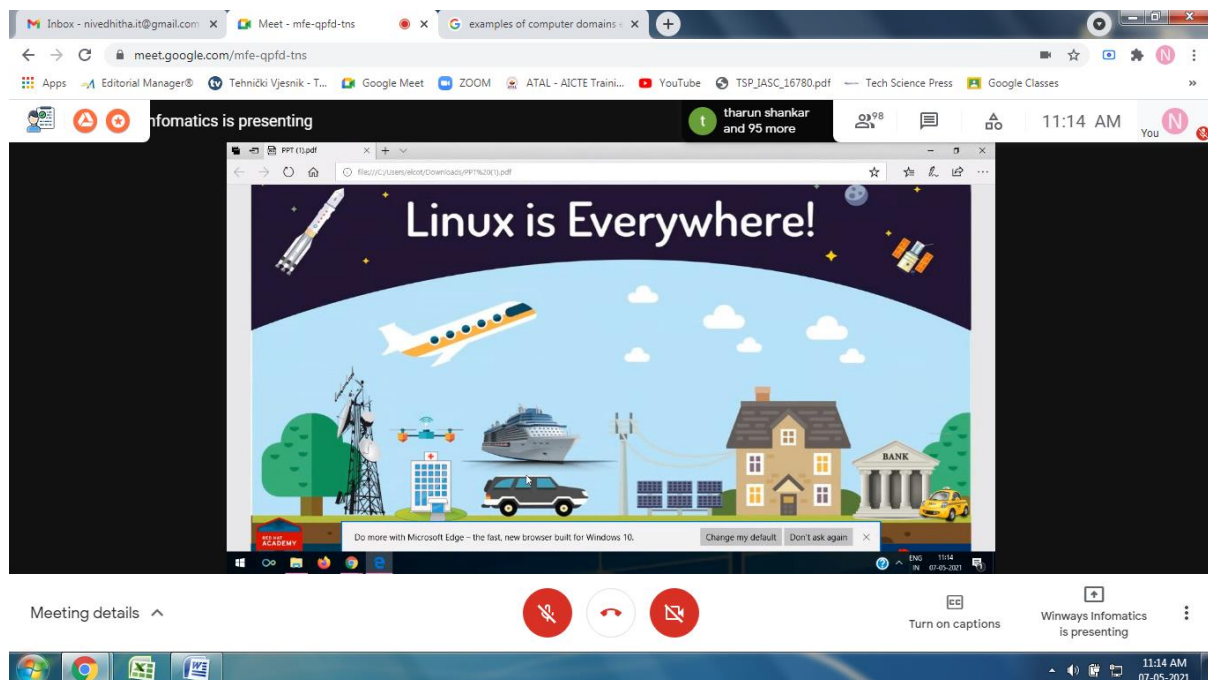 Inbox - nivedhitha.it@gmail.com
Meet - mfe-qpfd-tns
examples of computer domains
meet.google.com/mfe-qpfd-tns
N
Apps
Editorial Manager®
Tehnički Vjesnik - T...
Google Meet
ZOOM
ATAL - AICTE Traini...
YouTube
TSP_IASC_16780.pdf
Tech Science Press
Google Classes
»
nfomatics is presenting
t
tharun shankar
and 95 more
98
11:14 AM
You
N
PPT (1).pdf
file:///C:/Users/elcot/Downloads/PPT%20(1).pdf
Linux is Everywhere!
BANK
RED HAT
ACADEMY
Do more with Microsoft Edge – the fast, new browser built for Windows 10.
Change my default
Don't ask again
ENG
IN
11:14
07-05-2021
Meeting details
CC
Turn on captions
Winways Infomatics
is presenting
11:14 AM
07-05-2021